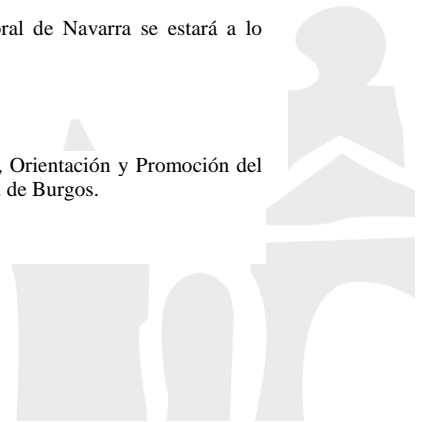 ral de Navarra se estará a lo
, Orientación y Promoción del
de Burgos.